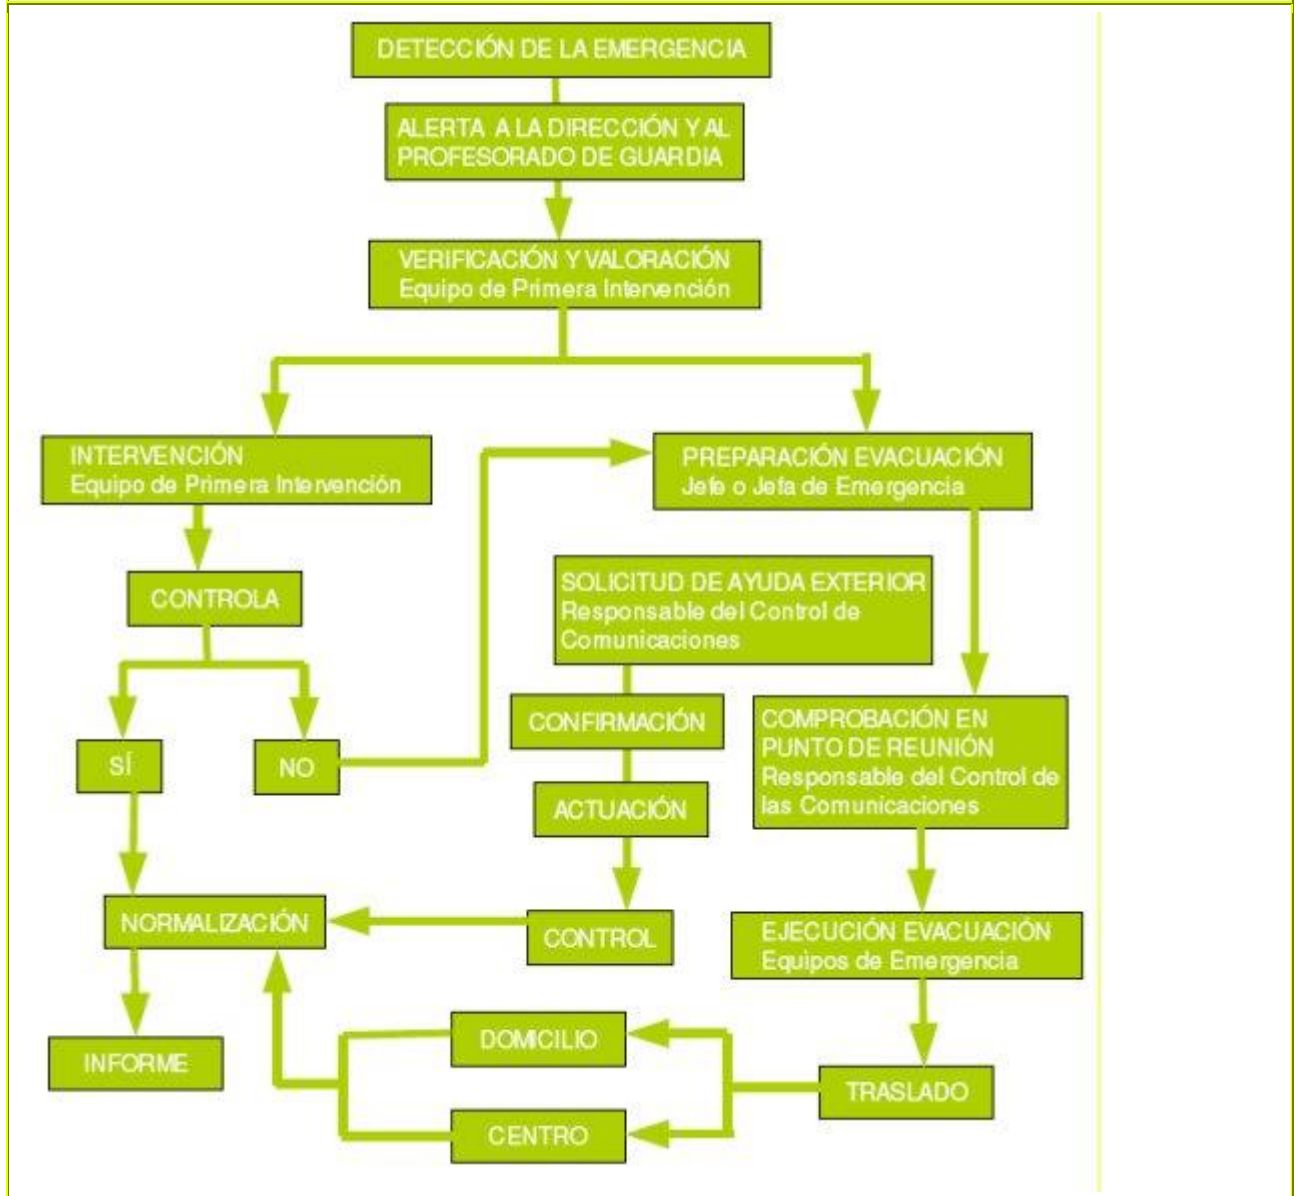 DETECCIÓN DE LA EMERGENCIA
ALERTA A LA DIRECCIÓN Y AL
PROFESORADO DE GUARDIA
VERIFICACIÓN Y VALORACIÓN
Equipo de Primera Intervención
INTERVENCIÓN
Equipo de Primera Intervención
PREPARACIÓN EVACUACIÓN
Jefe o Jefa de Emergencia
CONTROLA
SOLICITUD DE AYUDA EXTERIOR
Responsable del Control de
Comunicaciones
SÍ
NO
CONFIRMACIÓN
COMPROBACIÓN EN
PUNTO DE REUNIÓN
Responsable del Control de
las Comunicaciones
ACTUACIÓN
NORMALIZACIÓN
CONTROL
EJECUCIÓN EVACUACIÓN
Equipos de Emergencia
INFORME
DOMICILIO
TRASLADO
CENTRO